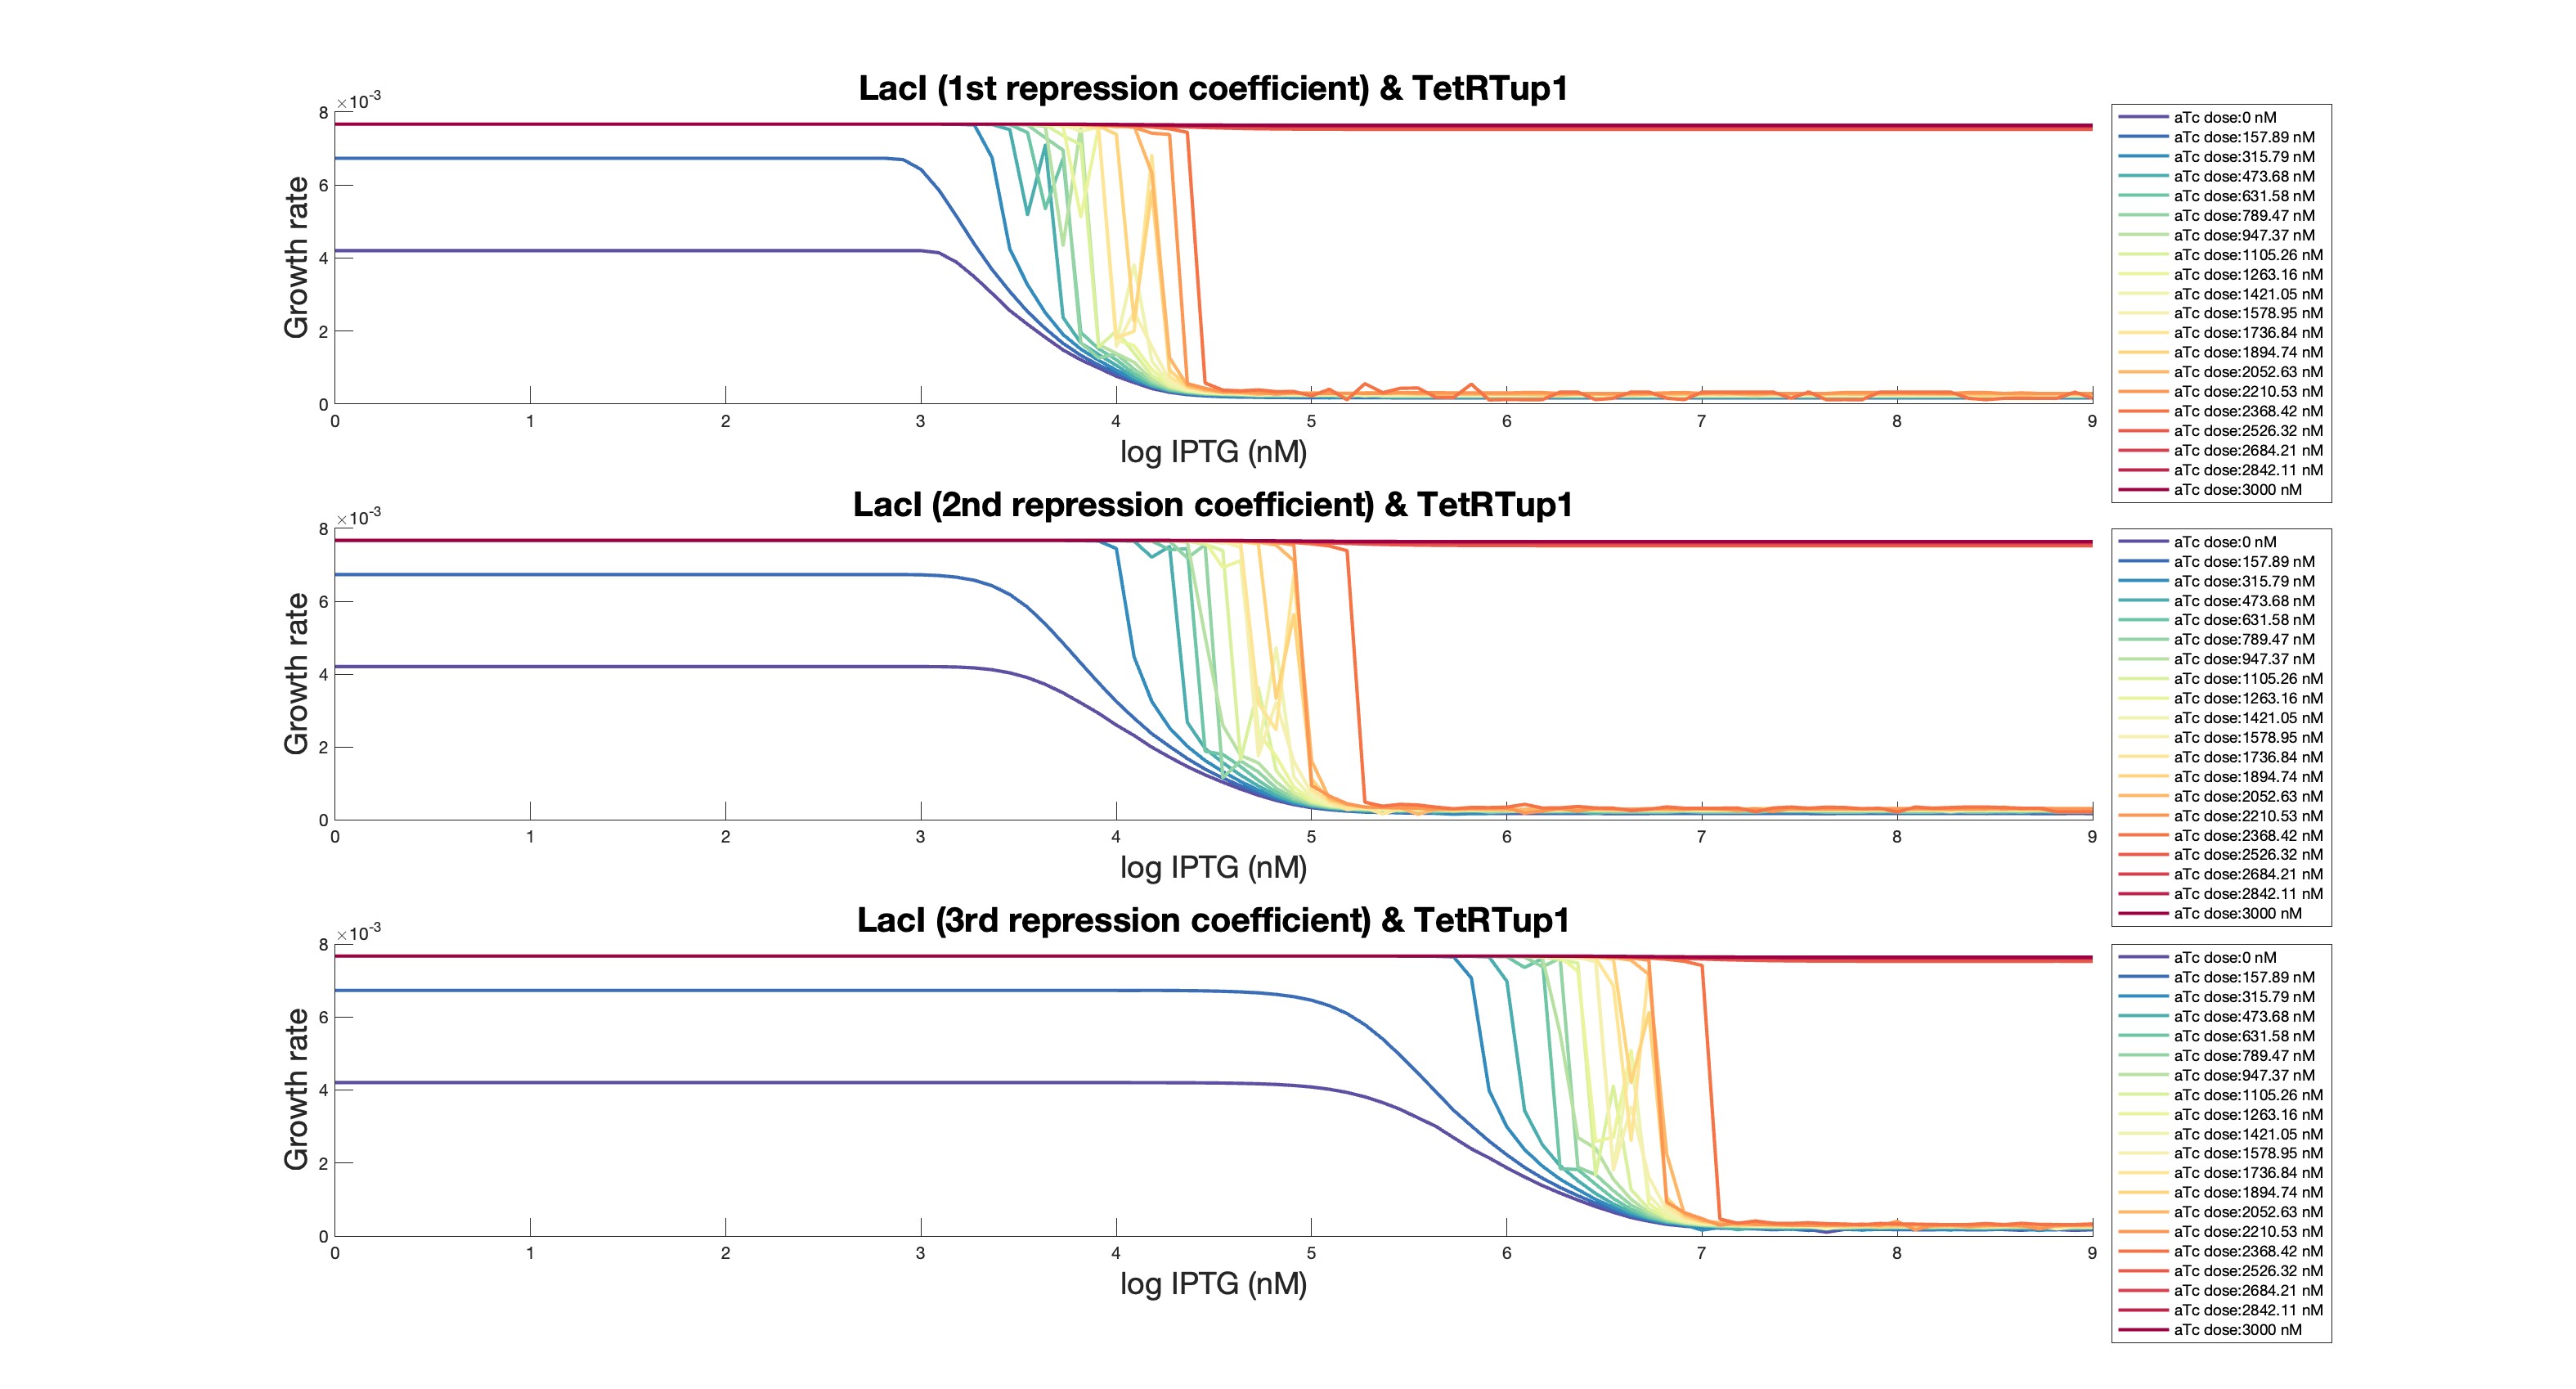 LacI (1st repression coefficient) & TetRTup1
×10-3
8
6
4
2
0
Growth rate
0 1 2 3 4 5 6 7 8 9
log IPTG (nM)
aTc dose:0 nM
aTc dose:157.89 nM
aTc dose:315.79 nM
aTc dose:473.68 nM
aTc dose:631.58 nM
aTc dose:789.47 nM
aTc dose:947.37 nM
aTc dose:1105.26 nM
aTc dose:1263.16 nM
aTc dose:1421.05 nM
aTc dose:1578.95 nM
aTc dose:1736.84 nM
aTc dose:1894.74 nM
aTc dose:2052.63 nM
aTc dose:2210.53 nM
aTc dose:2368.42 nM
aTc dose:2526.32 nM
aTc dose:2684.21 nM
aTc dose:2842.11 nM
aTc dose:3000 nM
LacI (2nd repression coefficient) & TetRTup1
×10-3
8
6
4
2
0
Growth rate
0 1 2 3 4 5 6 7 8 9
log IPTG (nM)
aTc dose:0 nM
aTc dose:157.89 nM
aTc dose:315.79 nM
aTc dose:473.68 nM
aTc dose:631.58 nM
aTc dose:789.47 nM
aTc dose:947.37 nM
aTc dose:1105.26 nM
aTc dose:1263.16 nM
aTc dose:1421.05 nM
aTc dose:1578.95 nM
aTc dose:1736.84 nM
aTc dose:1894.74 nM
aTc dose:2052.63 nM
aTc dose:2210.53 nM
aTc dose:2368.42 nM
aTc dose:2526.32 nM
aTc dose:2684.21 nM
aTc dose:2842.11 nM
aTc dose:3000 nM
LacI (3rd repression coefficient) & TetRTup1
×10-3
8
6
4
2
0
Growth rate
0 1 2 3 4 5 6 7 8 9
log IPTG (nM)
aTc dose:0 nM
aTc dose:157.89 nM
aTc dose:315.79 nM
aTc dose:473.68 nM
aTc dose:631.58 nM
aTc dose:789.47 nM
aTc dose:947.37 nM
aTc dose:1105.26 nM
aTc dose:1263.16 nM
aTc dose:1421.05 nM
aTc dose:1578.95 nM
aTc dose:1736.84 nM
aTc dose:1894.74 nM
aTc dose:2052.63 nM
aTc dose:2210.53 nM
aTc dose:2368.42 nM
aTc dose:2526.32 nM
aTc dose:2684.21 nM
aTc dose:2842.11 nM
aTc dose:3000 nM